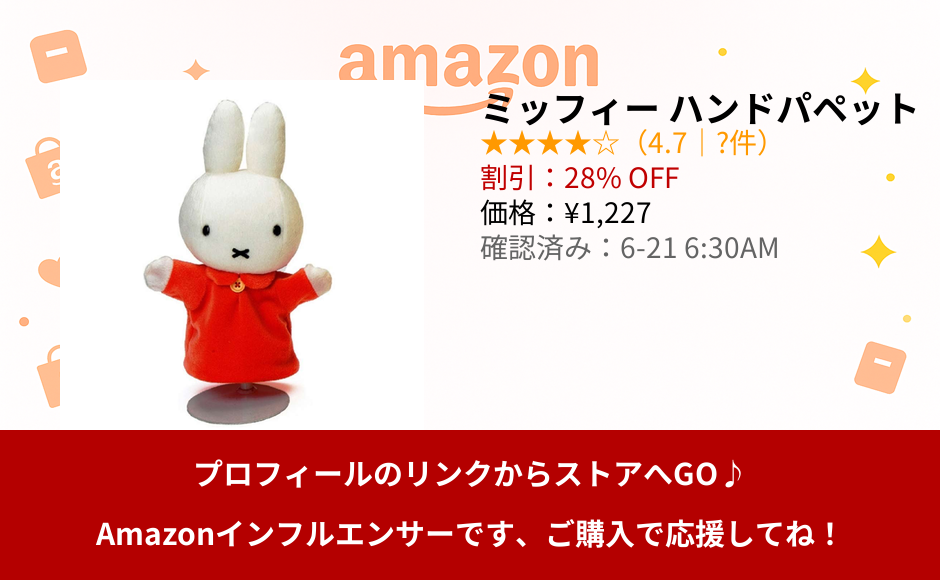 amazon
ミッフィー ハンドパペット
★★★★☆（4.7｜?件）
割引：28% OFF
価格：¥1,227
確認済み：6-21 6:30AM
プロフィールのリンクからストアへGO♪
Amazonインフルエンサーです、ご購入で応援してね！